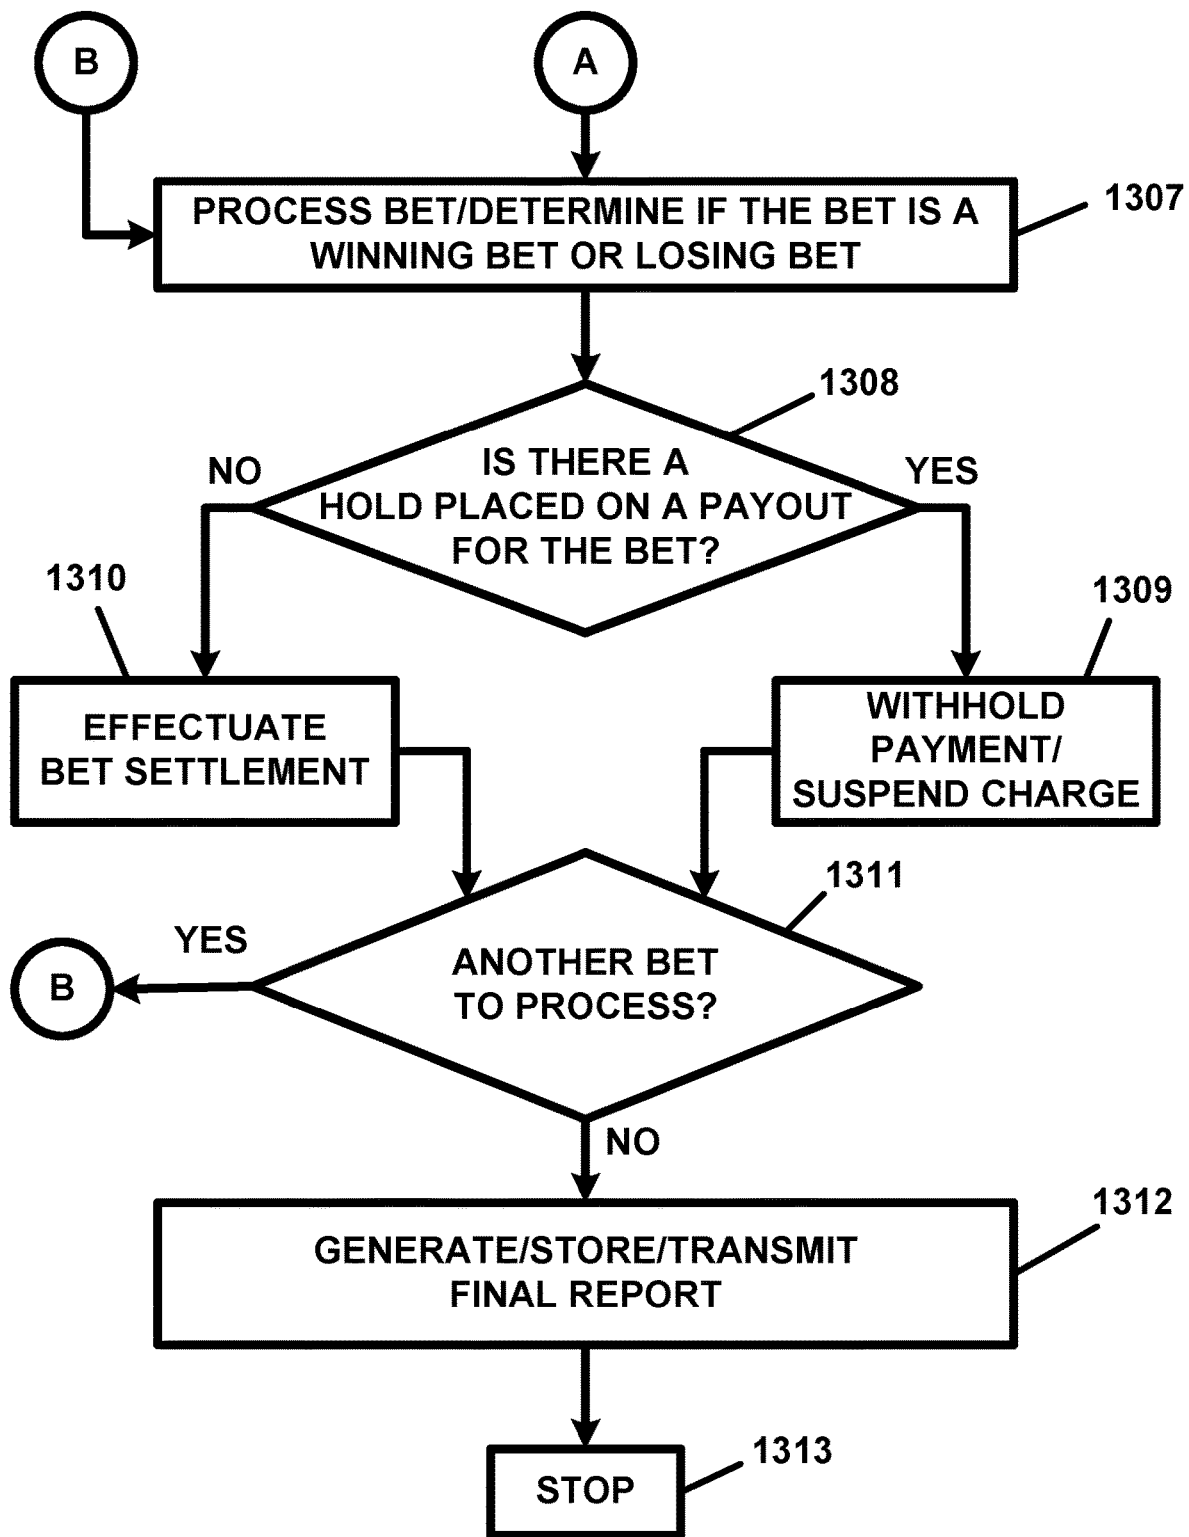 B
A
PROCESS BET/DETERMINE IF THE BET IS A
WINNING BET OR LOSING BET
1307
1308
IS THERE A
HOLD PLACED ON A PAYOUT
FOR THE BET?
NO
YES
1310
1309
EFFECTUATE
BET SETTLEMENT
WITHHOLD
PAYMENT/
SUSPEND CHARGE
1311
YES
B
ANOTHER BET
TO PROCESS?
NO
1312
GENERATE/STORE/TRANSMIT
FINAL REPORT
1313
STOP